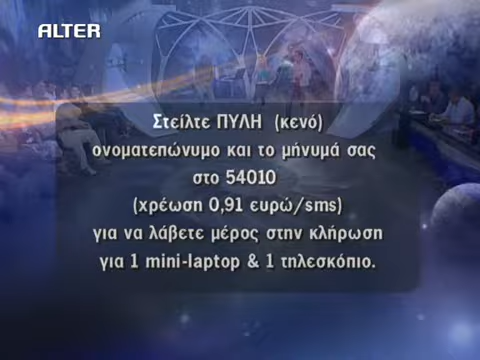 ALTER
Στείλτε ΠΥΛΗ (κενό)
ονοματεπώνυμο και το μήνυμά σας
στο 54010
(χρέωση 0,91 ευρώ/sms)
για να λάβετε μέρος στην κλήρωση
για 1 mini-laptop & 1 τηλεσκόπιο.